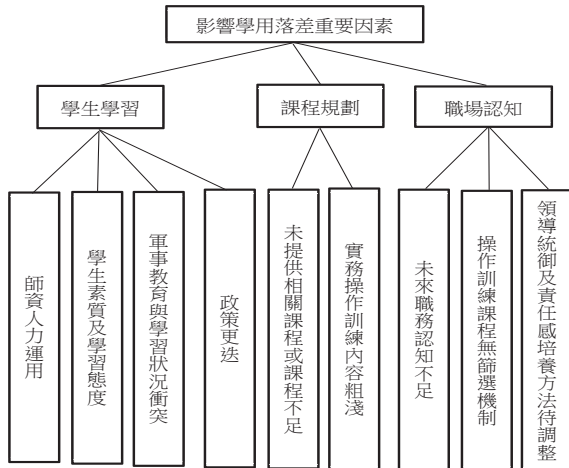 影響學用落差重要因素
學生學習
課程規劃
職場認知
師資人力運用
學生素質及學習態度
軍事教育與學習狀況衝突
政策更迭
未提供相關課程或課程不足
實務操作訓練內容粗淺
未來職務認知不足
操作訓練課程無篩選機制
領導統御及責任感培養方法待調整